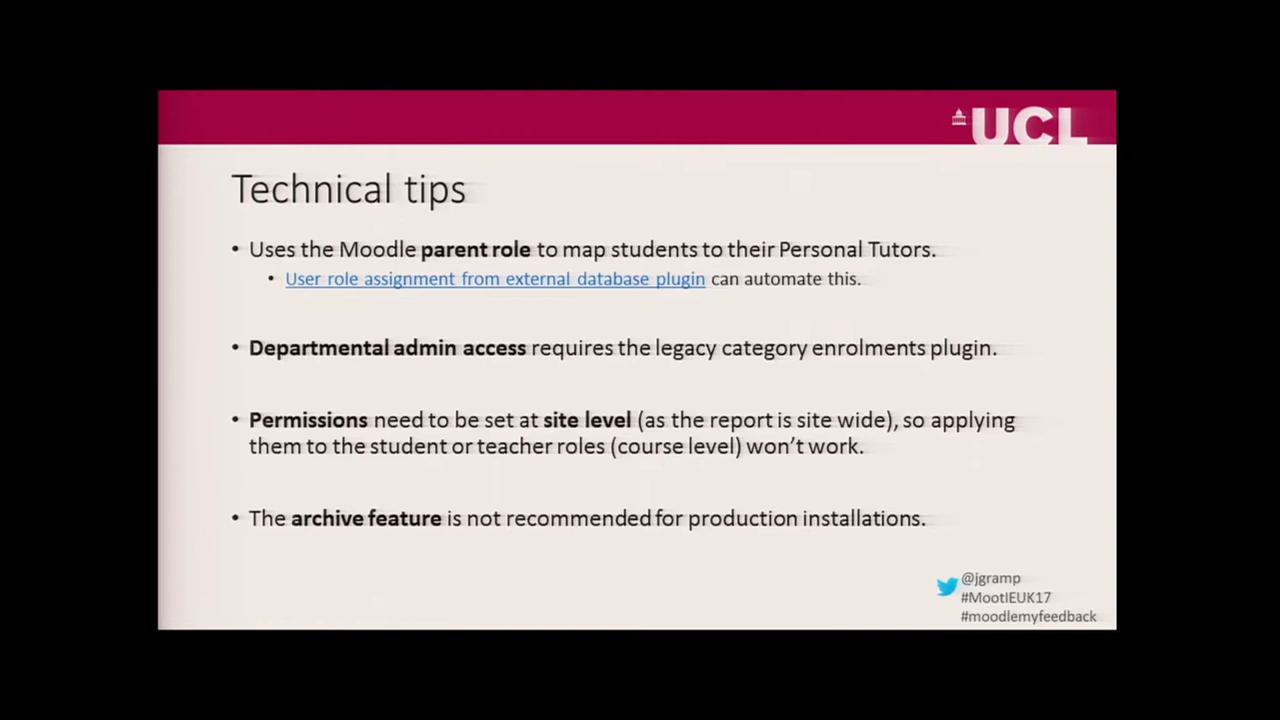 UCL
Technical tips
• Uses the Moodle parent role to map students to their Personal Tutors.
• User role assignment from external database plugin can automate this.
• Departmental admin access requires the legacy category enrolments plugin.
• Permissions need to be set at site level (as the report is site wide), so applying
them to the student or teacher roles (course level) won’t work.
• The archive feature is not recommended for production installations.
@jgramp
#MootIEUK17
#moodlemyfeedback